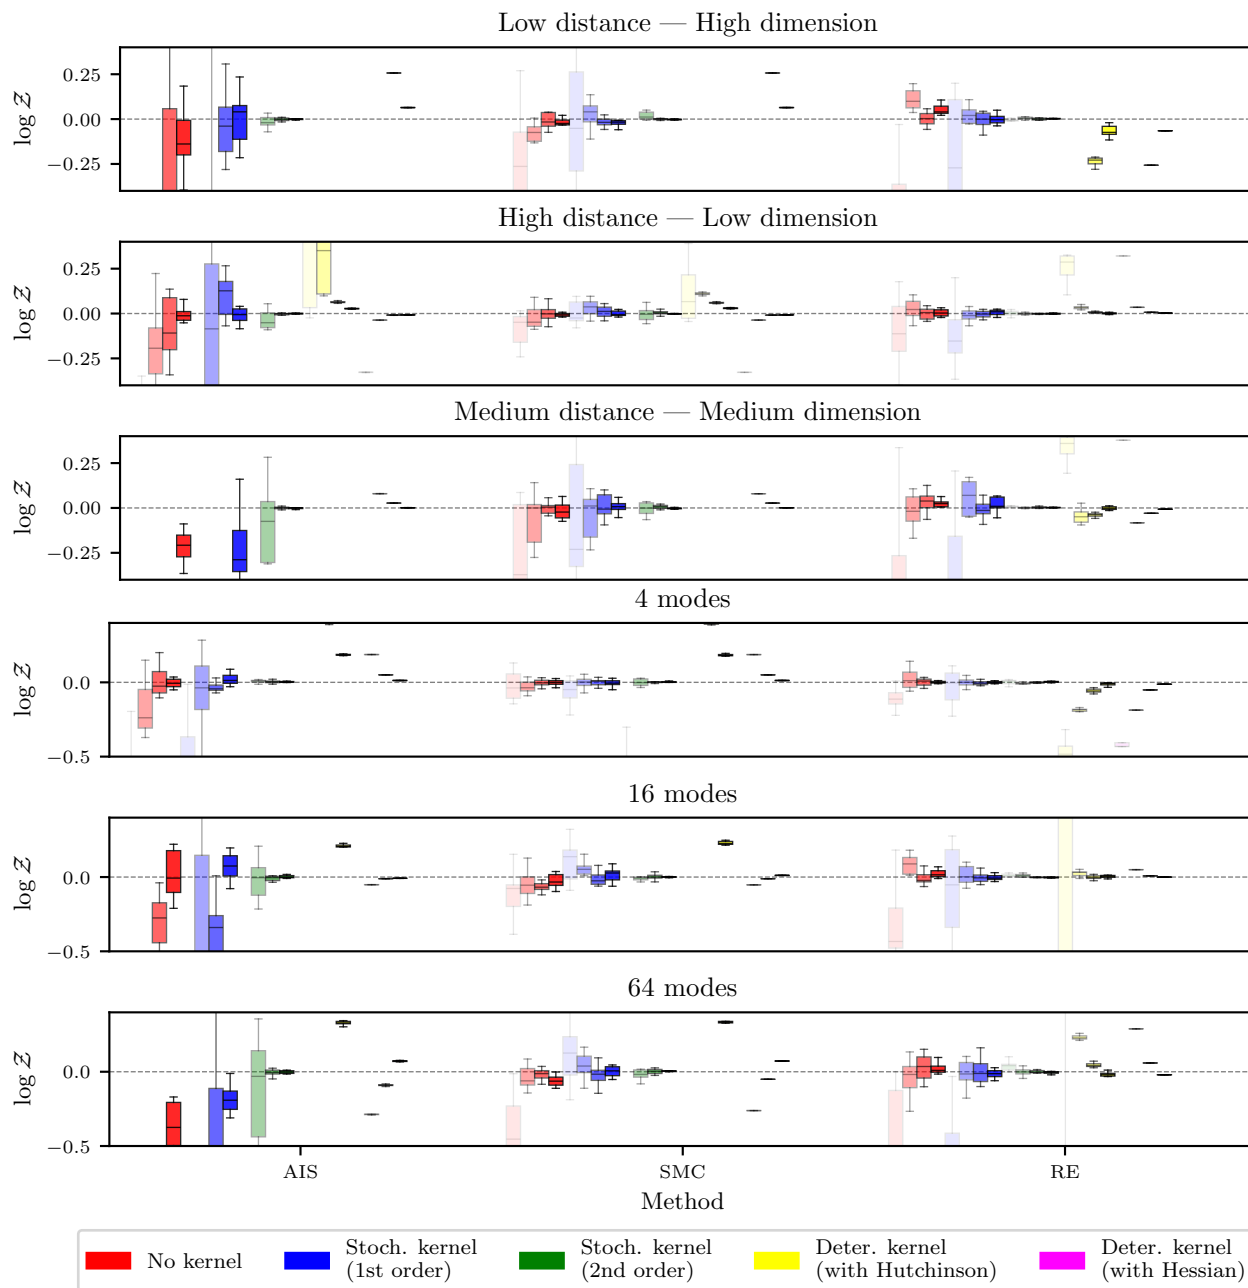 Low distance — High dimension
log Z
0.25
0.00
−0.25
High distance — Low dimension
log Z
0.25
0.00
−0.25
Medium distance — Medium dimension
log Z
0.25
0.00
−0.25
4 modes
log Z
0.0
−0.5
16 modes
log Z
0.0
−0.5
64 modes
log Z
0.0
−0.5
AIS SMC RE
Method
No kernel
Stoch. kernel
(1st order)
Stoch. kernel
(2nd order)
Deter. kernel
(with Hutchinson)
Deter. kernel
(with Hessian)